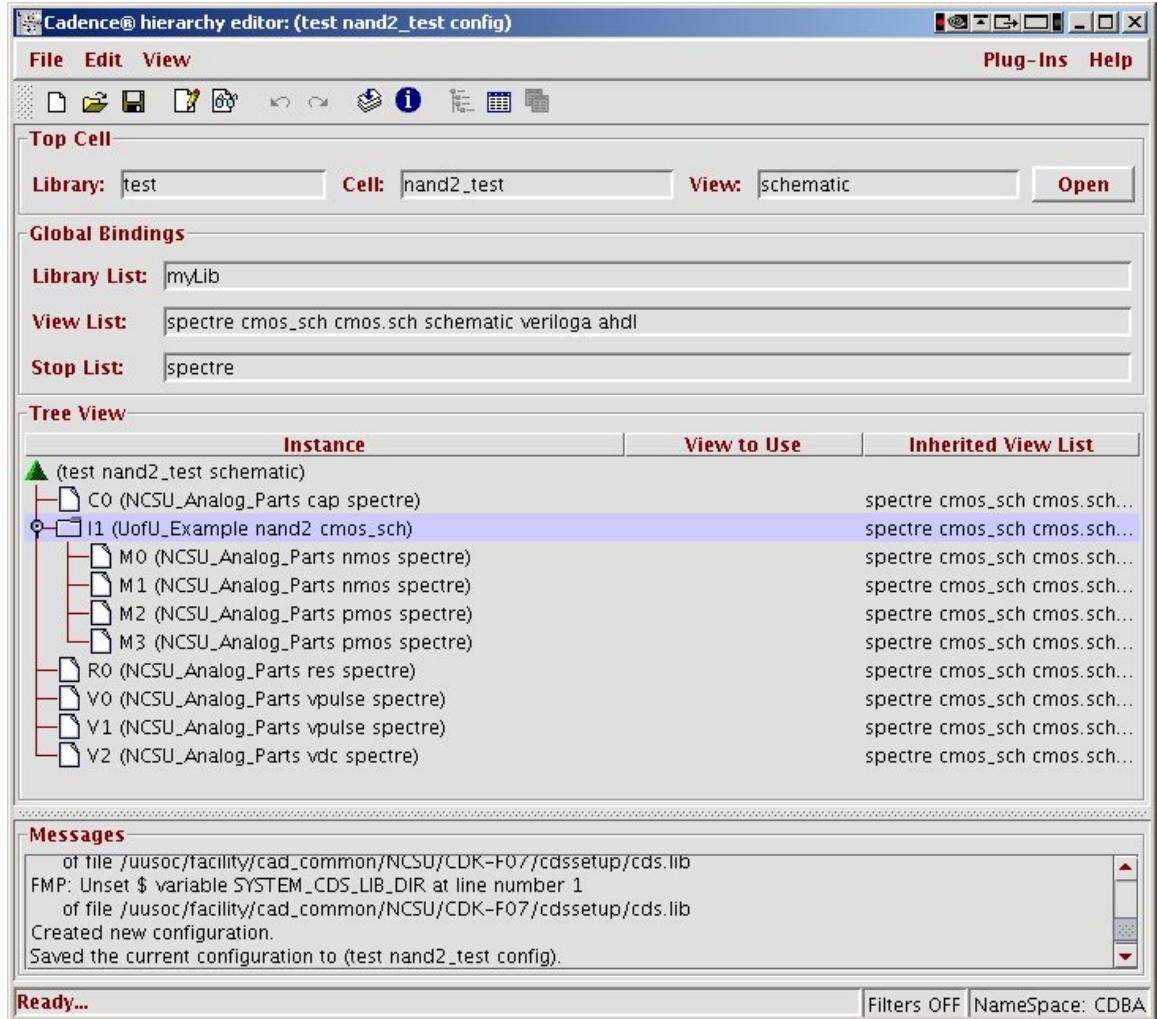 Cadence® hierarchy editor: (test nand2_test config)
File Edit View Plug-Ins Help
Top Cell
Library: test Cell: nand2_test View: schematic Open
Global Bindings
Library List: myLib
View List: spectre cmos_sch cmos.sch schematic veriloga ahdl
Stop List: spectre
Tree View
Instance View to Use Inherited View List
(test nand2_test schematic)
C0 (NCSU_Analog_Parts cap spectre) spectre cmos_sch cmos.sch...
I1 (UofU_Example nand2 cmos_sch) spectre cmos_sch cmos.sch...
M0 (NCSU_Analog_Parts nmos spectre) spectre cmos_sch cmos.sch...
M1 (NCSU_Analog_Parts nmos spectre) spectre cmos_sch cmos.sch...
M2 (NCSU_Analog_Parts pmos spectre) spectre cmos_sch cmos.sch...
M3 (NCSU_Analog_Parts pmos spectre) spectre cmos_sch cmos.sch...
R0 (NCSU_Analog_Parts res spectre) spectre cmos_sch cmos.sch...
V0 (NCSU_Analog_Parts vpulse spectre) spectre cmos_sch cmos.sch...
V1 (NCSU_Analog_Parts vpulse spectre) spectre cmos_sch cmos.sch...
V2 (NCSU_Analog_Parts vdc spectre) spectre cmos_sch cmos.sch...
Messages
of file /uusoc/facility/cad_common/NCSU/CDK-F07/cdssetup/cds.lib
FMP: Unset $ variable SYSTEM_CDS_LIB_DIR at line number 1
of file /uusoc/facility/cad_common/NCSU/CDK-F07/cdssetup/cds.lib
Created new configuration.
Saved the current configuration to (test nand2_test config).
Ready... Filters OFF NameSpace: CDBA